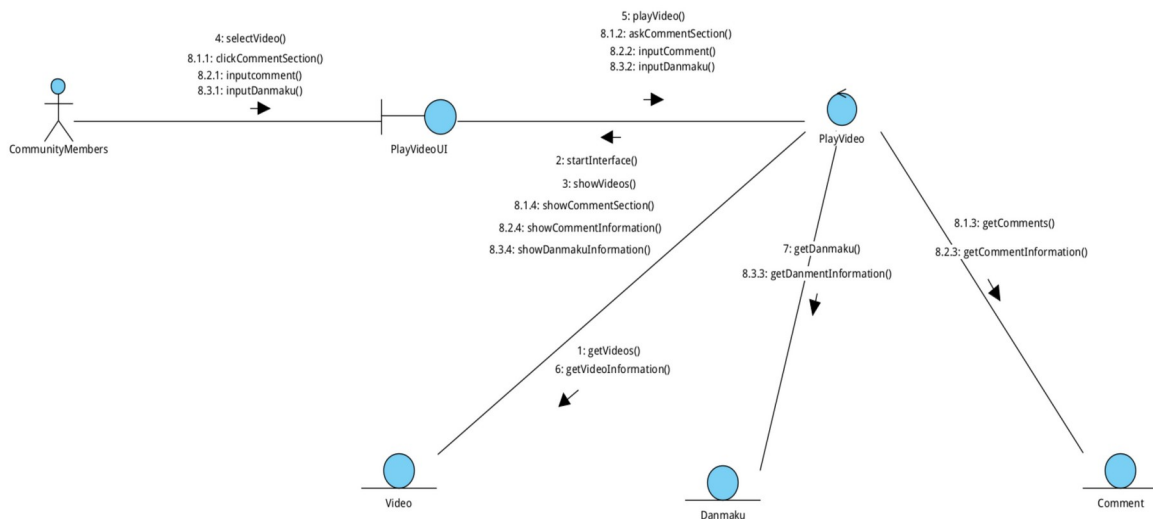 4: selectVideo()
8.1.1: clickCommentSection()
8.2.1: inputcomment()
8.3.1: inputDanmaku()
5: playVideo()
8.1.2: askCommentSection()
8.2.2: inputComment()
8.3.2: inputDanmaku()
CommunityMembers
PlayVideoUI
PlayVideo
2: startInterface()
3: showVideos()
8.1.4: showCommentSection()
8.2.4: showCommentInformation()
8.3.4: showDanmakuInformation()
7: getDanmaku()
8.3.3: getDanmentInformation()
8.1.3: getComments()
8.2.3: getCommentInformation()
1: getVideos()
6: getVideoInformation()
Video
Danmaku
Comment